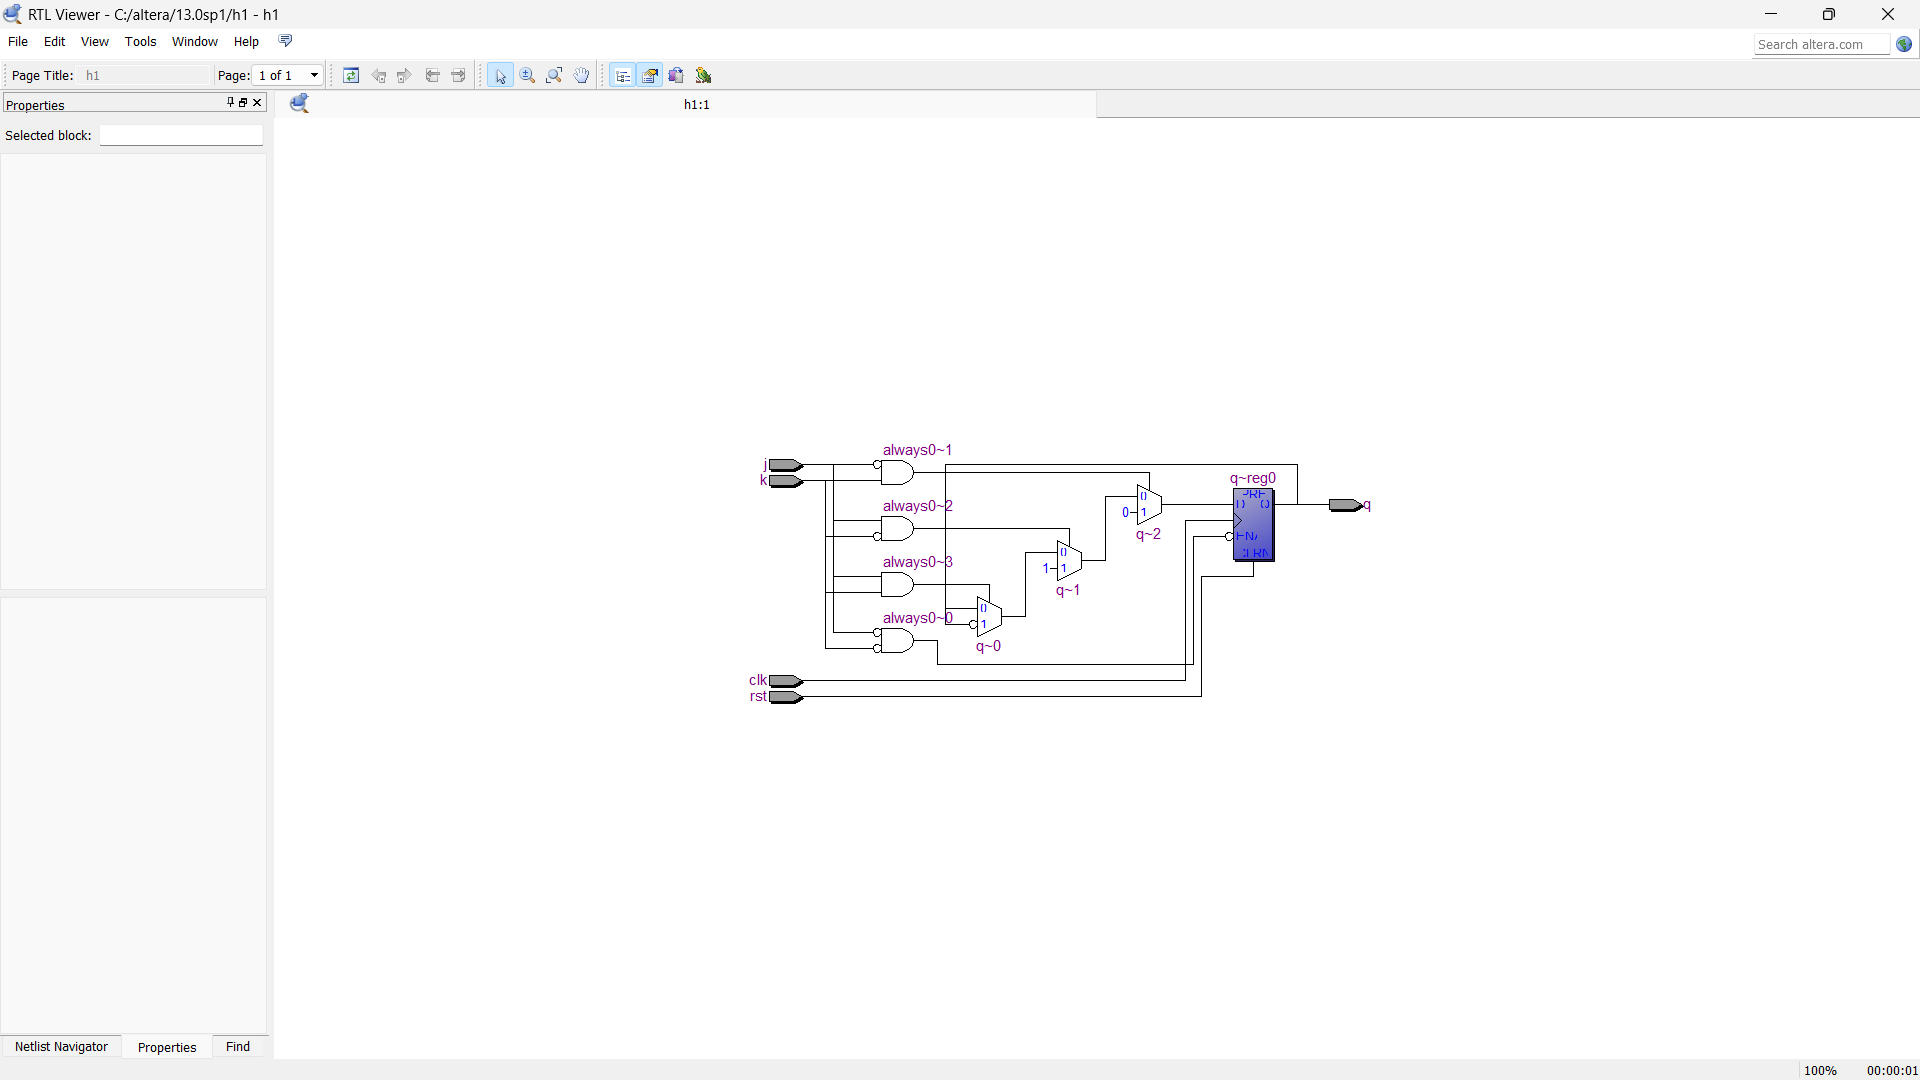 RTL Viewer - C:/altera/13.0sp1/h1 - h1
File Edit View Tools Window Help
Search altera.com
Page Title: h1 Page: 1 of 1
Properties
h1:1
Selected block:
always0~1
j
k
q~reg0
PRE
D Q
ENA
CLRN
q
always0~2
0
0 1
q~2
always0~3
0
1 1
q~1
always0~0
0
1
q~0
clk
rst
Netlist Navigator Properties Find
100% 00:00:01